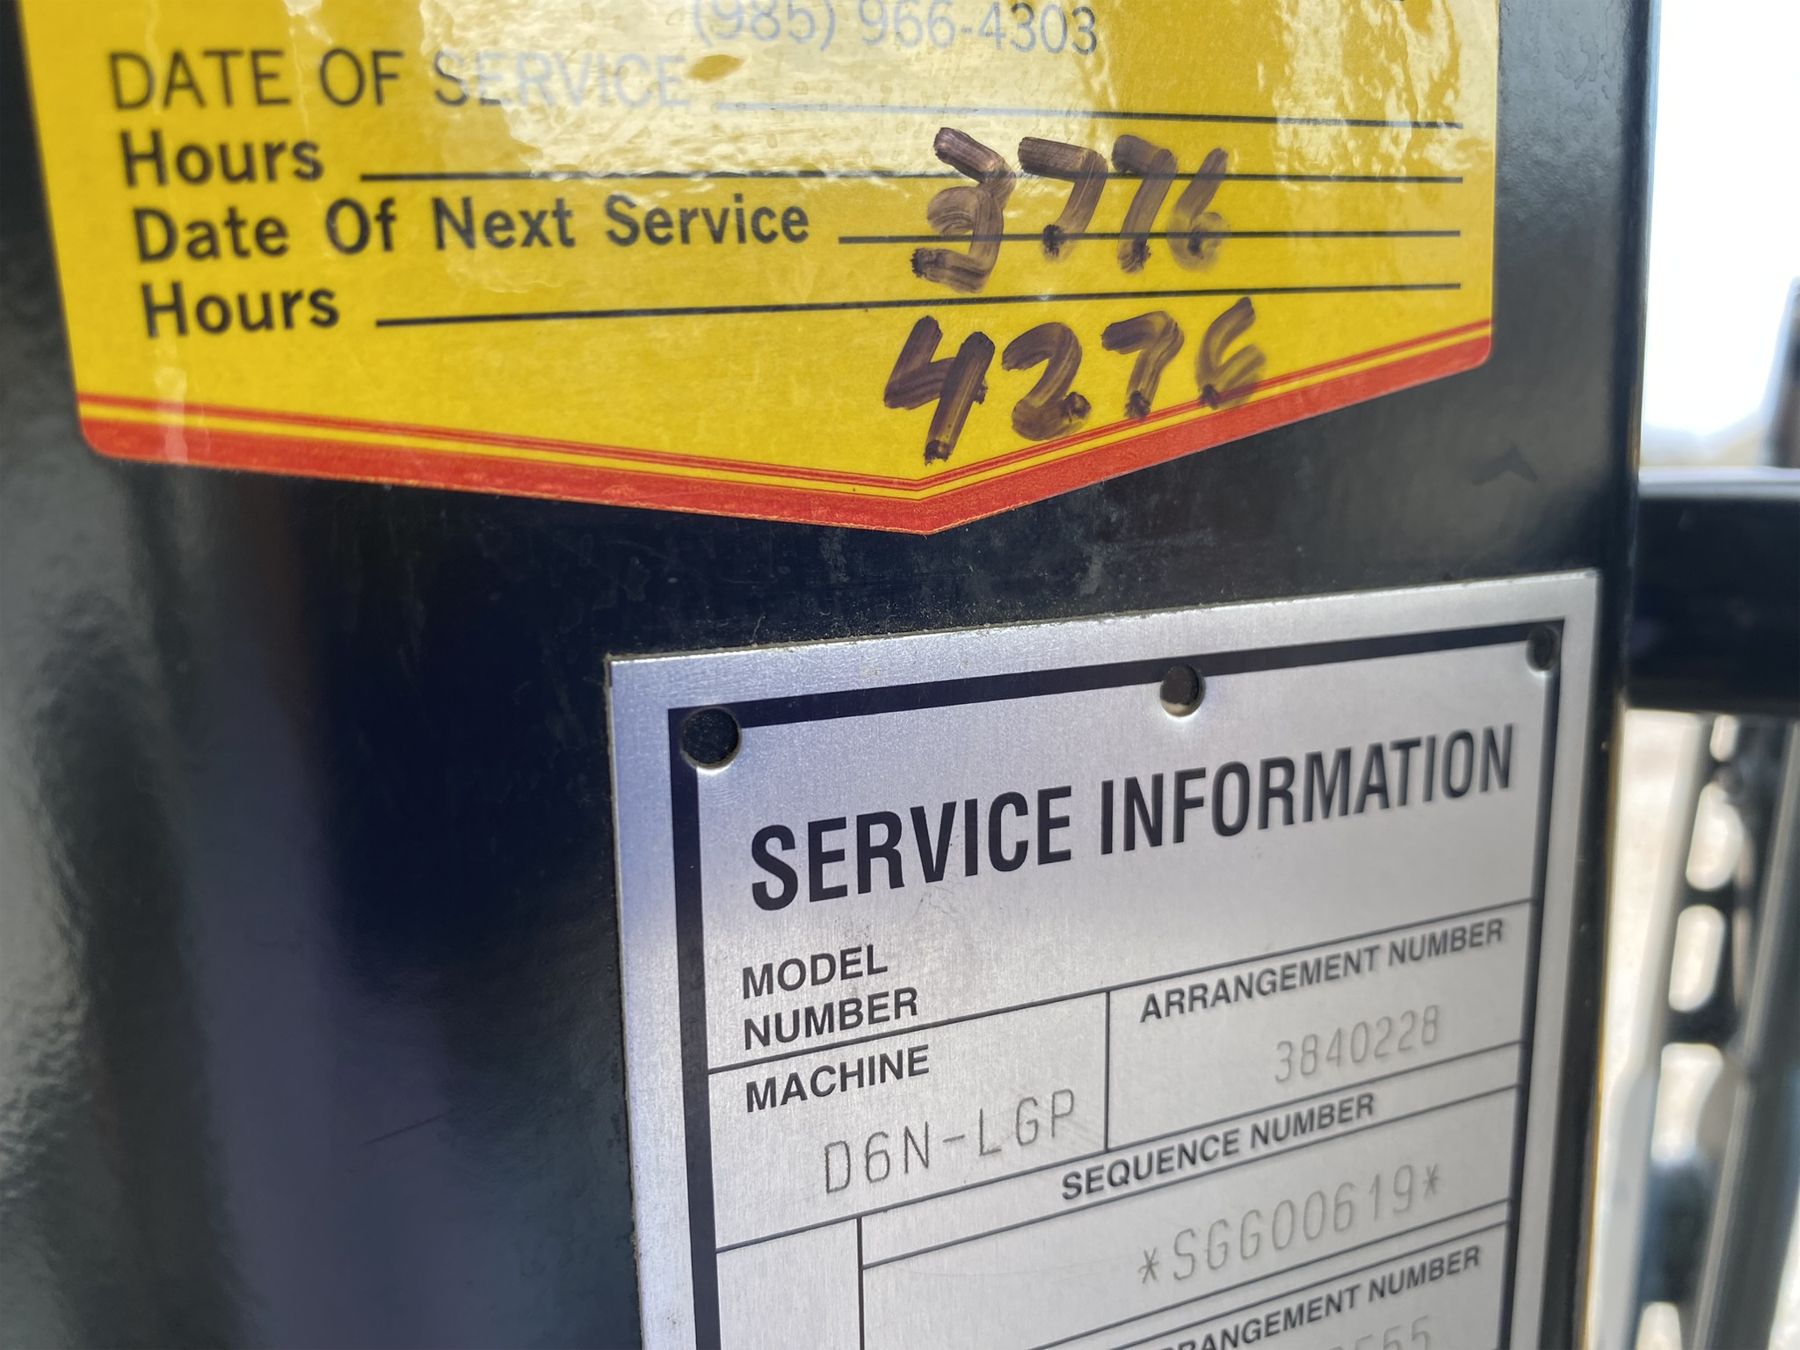 (985) 966-4303
DATE OF SERVICE
Hours 3776
Date Of Next Service
Hours 4276
SERVICE INFORMATION
MODEL
NUMBER
ARRANGEMENT NUMBER
MACHINE
3840228
D6N-LGP
SEQUENCE NUMBER
*SGG00619*
ARRANGEMENT NUMBER